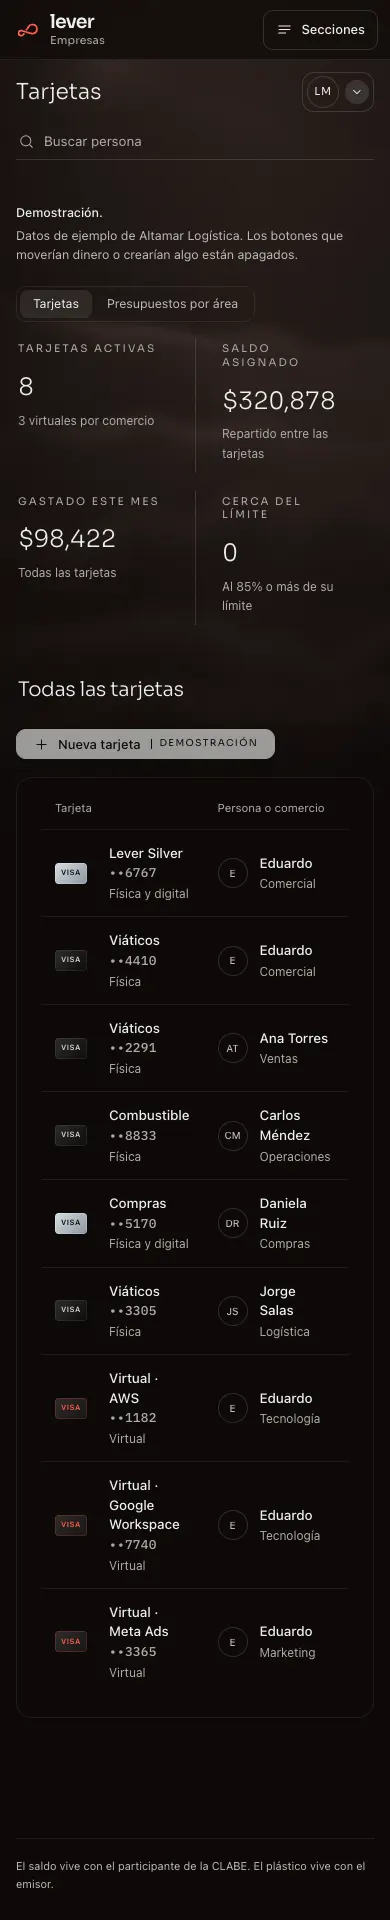 lever
Empresas
Secciones
Tarjetas
LM
Buscar persona
Demostración.
Datos de ejemplo de Altamar Logística. Los botones que
moverían dinero o crearían algo están apagados.
Tarjetas
Presupuestos por área
TARJETAS ACTIVAS
8
3 virtuales por comercio
SALDO
ASIGNADO
$320,878
Repartido entre las
tarjetas
GASTADO ESTE MES
$98,422
Todas las tarjetas
CERCA DEL
LÍMITE
0
Al 85% o más de su
límite
Todas las tarjetas
+ Nueva tarjeta | DEMOSTRACIÓN
Tarjeta
Persona o comercio
VISA
Lever Silver
••6767
Física y digital
E
Eduardo
Comercial
VISA
Viáticos
••4410
Física
E
Eduardo
Comercial
VISA
Viáticos
••2291
Física
AT
Ana Torres
Ventas
VISA
Combustible
••8833
Física
CM
Carlos
Méndez
Operaciones
VISA
Compras
••5170
Física y digital
DR
Daniela
Ruiz
Compras
VISA
Viáticos
••3305
Física
JS
Jorge
Salas
Logística
VISA
Virtual ·
AWS
••1182
Virtual
E
Eduardo
Tecnología
VISA
Virtual ·
Google
Workspace
••7740
Virtual
E
Eduardo
Tecnología
VISA
Virtual ·
Meta Ads
••3365
Virtual
E
Eduardo
Marketing
El saldo vive con el participante de la CLABE. El plástico vive con el
emisor.